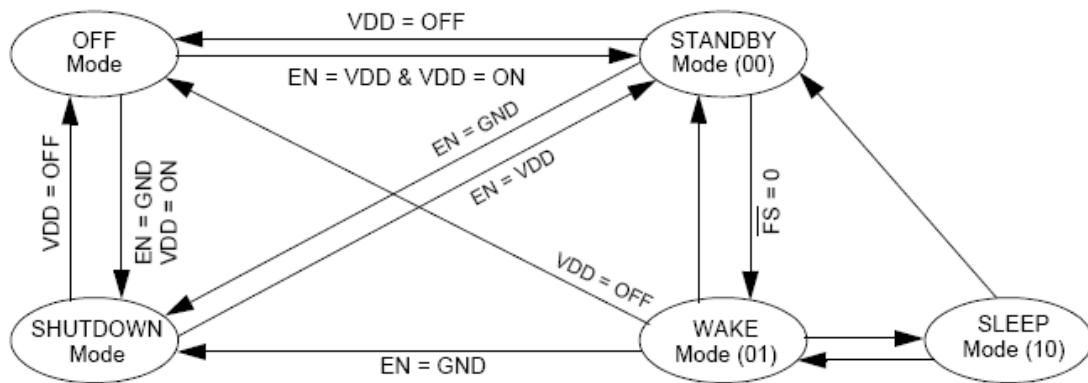 OFF
Mode
VDD = OFF
EN = VDD & VDD = ON
STANDBY
Mode (00)
EN = GND
EN = VDD
VDD = OFF
EN = GND
VDD = ON
FS = 0
VDD = OFF
SHUTDOWN
Mode
EN = GND
WAKE
Mode (01)
SLEEP
Mode (10)